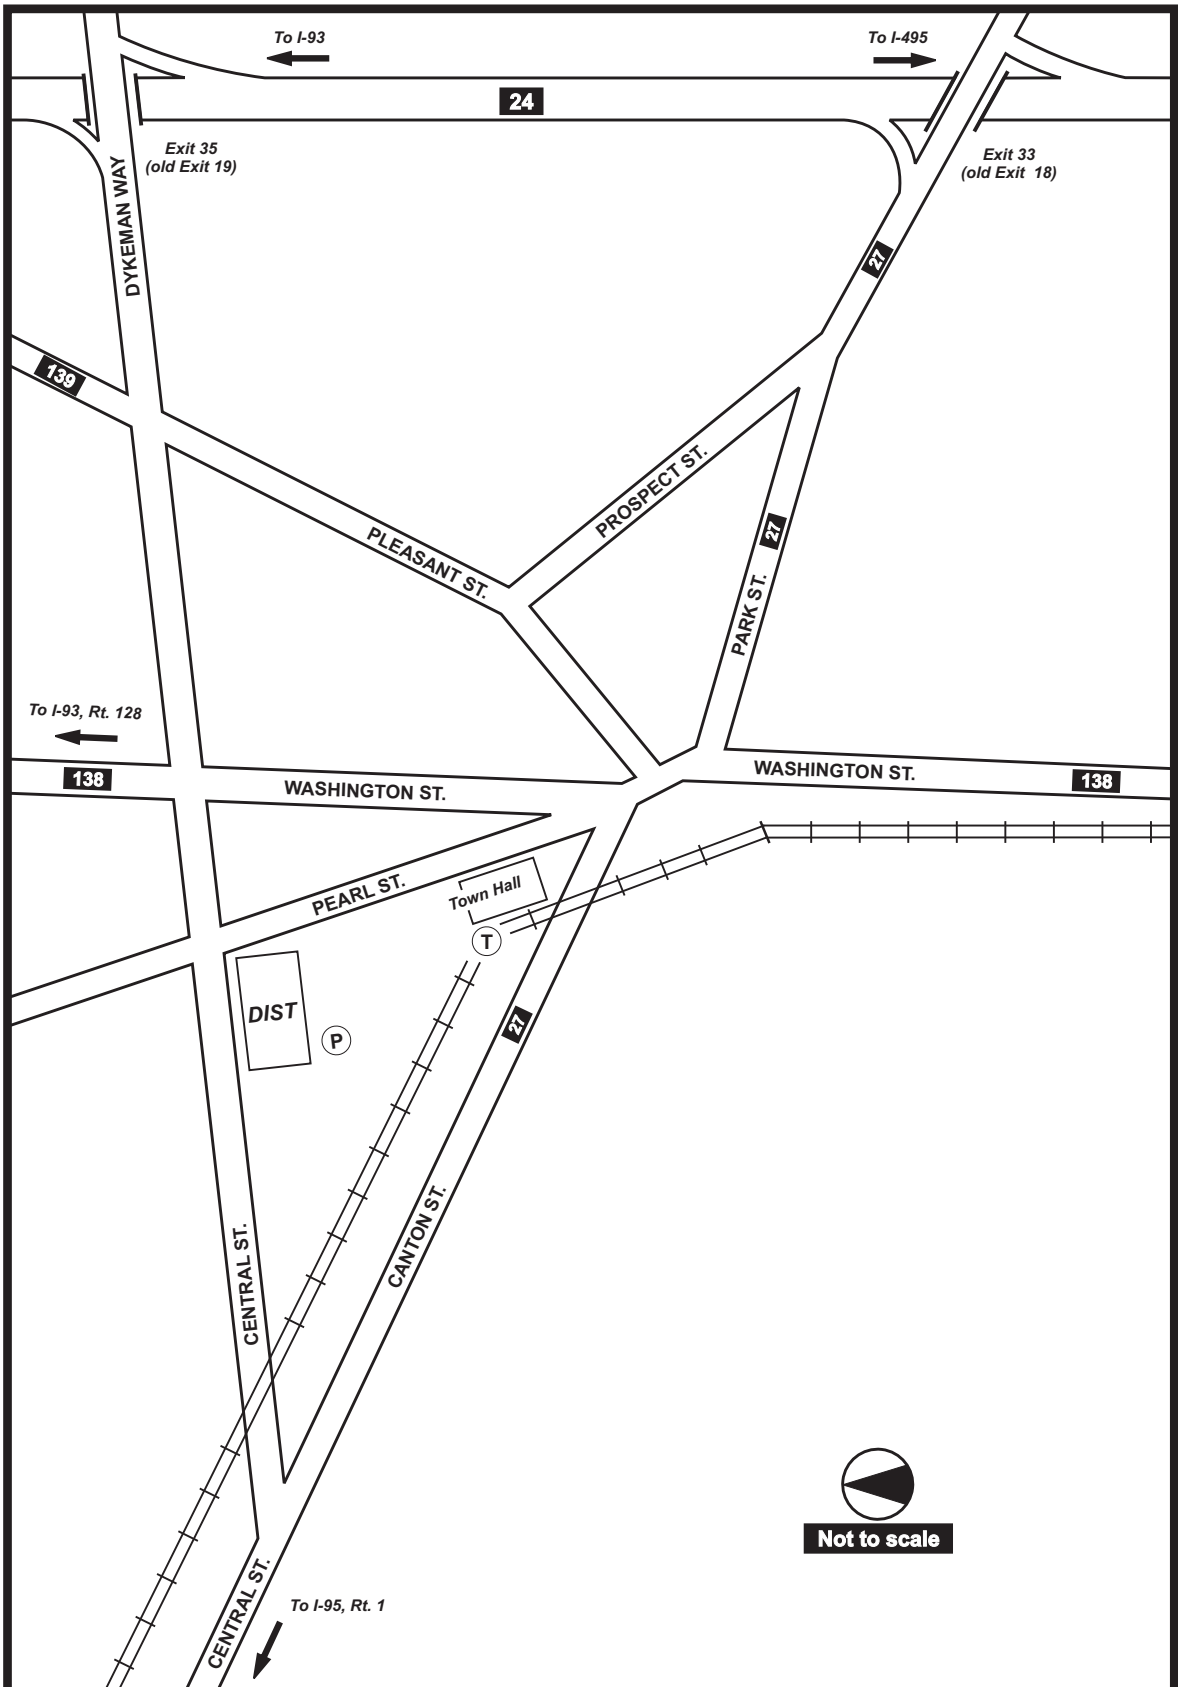 To I-93
To I-495
24
Exit 35
(old Exit 19)
Exit 33
(old Exit 18)
DYKEMAN WAY
27
139
PROSPECT ST.
27
PLEASANT ST.
PARK ST.
To I-93, Rt. 128
138
WASHINGTON ST.
WASHINGTON ST.
138
PEARL ST.
Town Hall
T
DIST
P
27
CANTON ST.
CENTRAL ST.
Not to scale
CENTRAL ST.
To I-95, Rt. 1